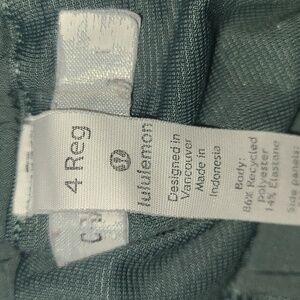 4 Reg
lululemon
Designed in
Vancouver
Made in
Indonesia
Body:
86% Recycled
polyester
14% Elastane